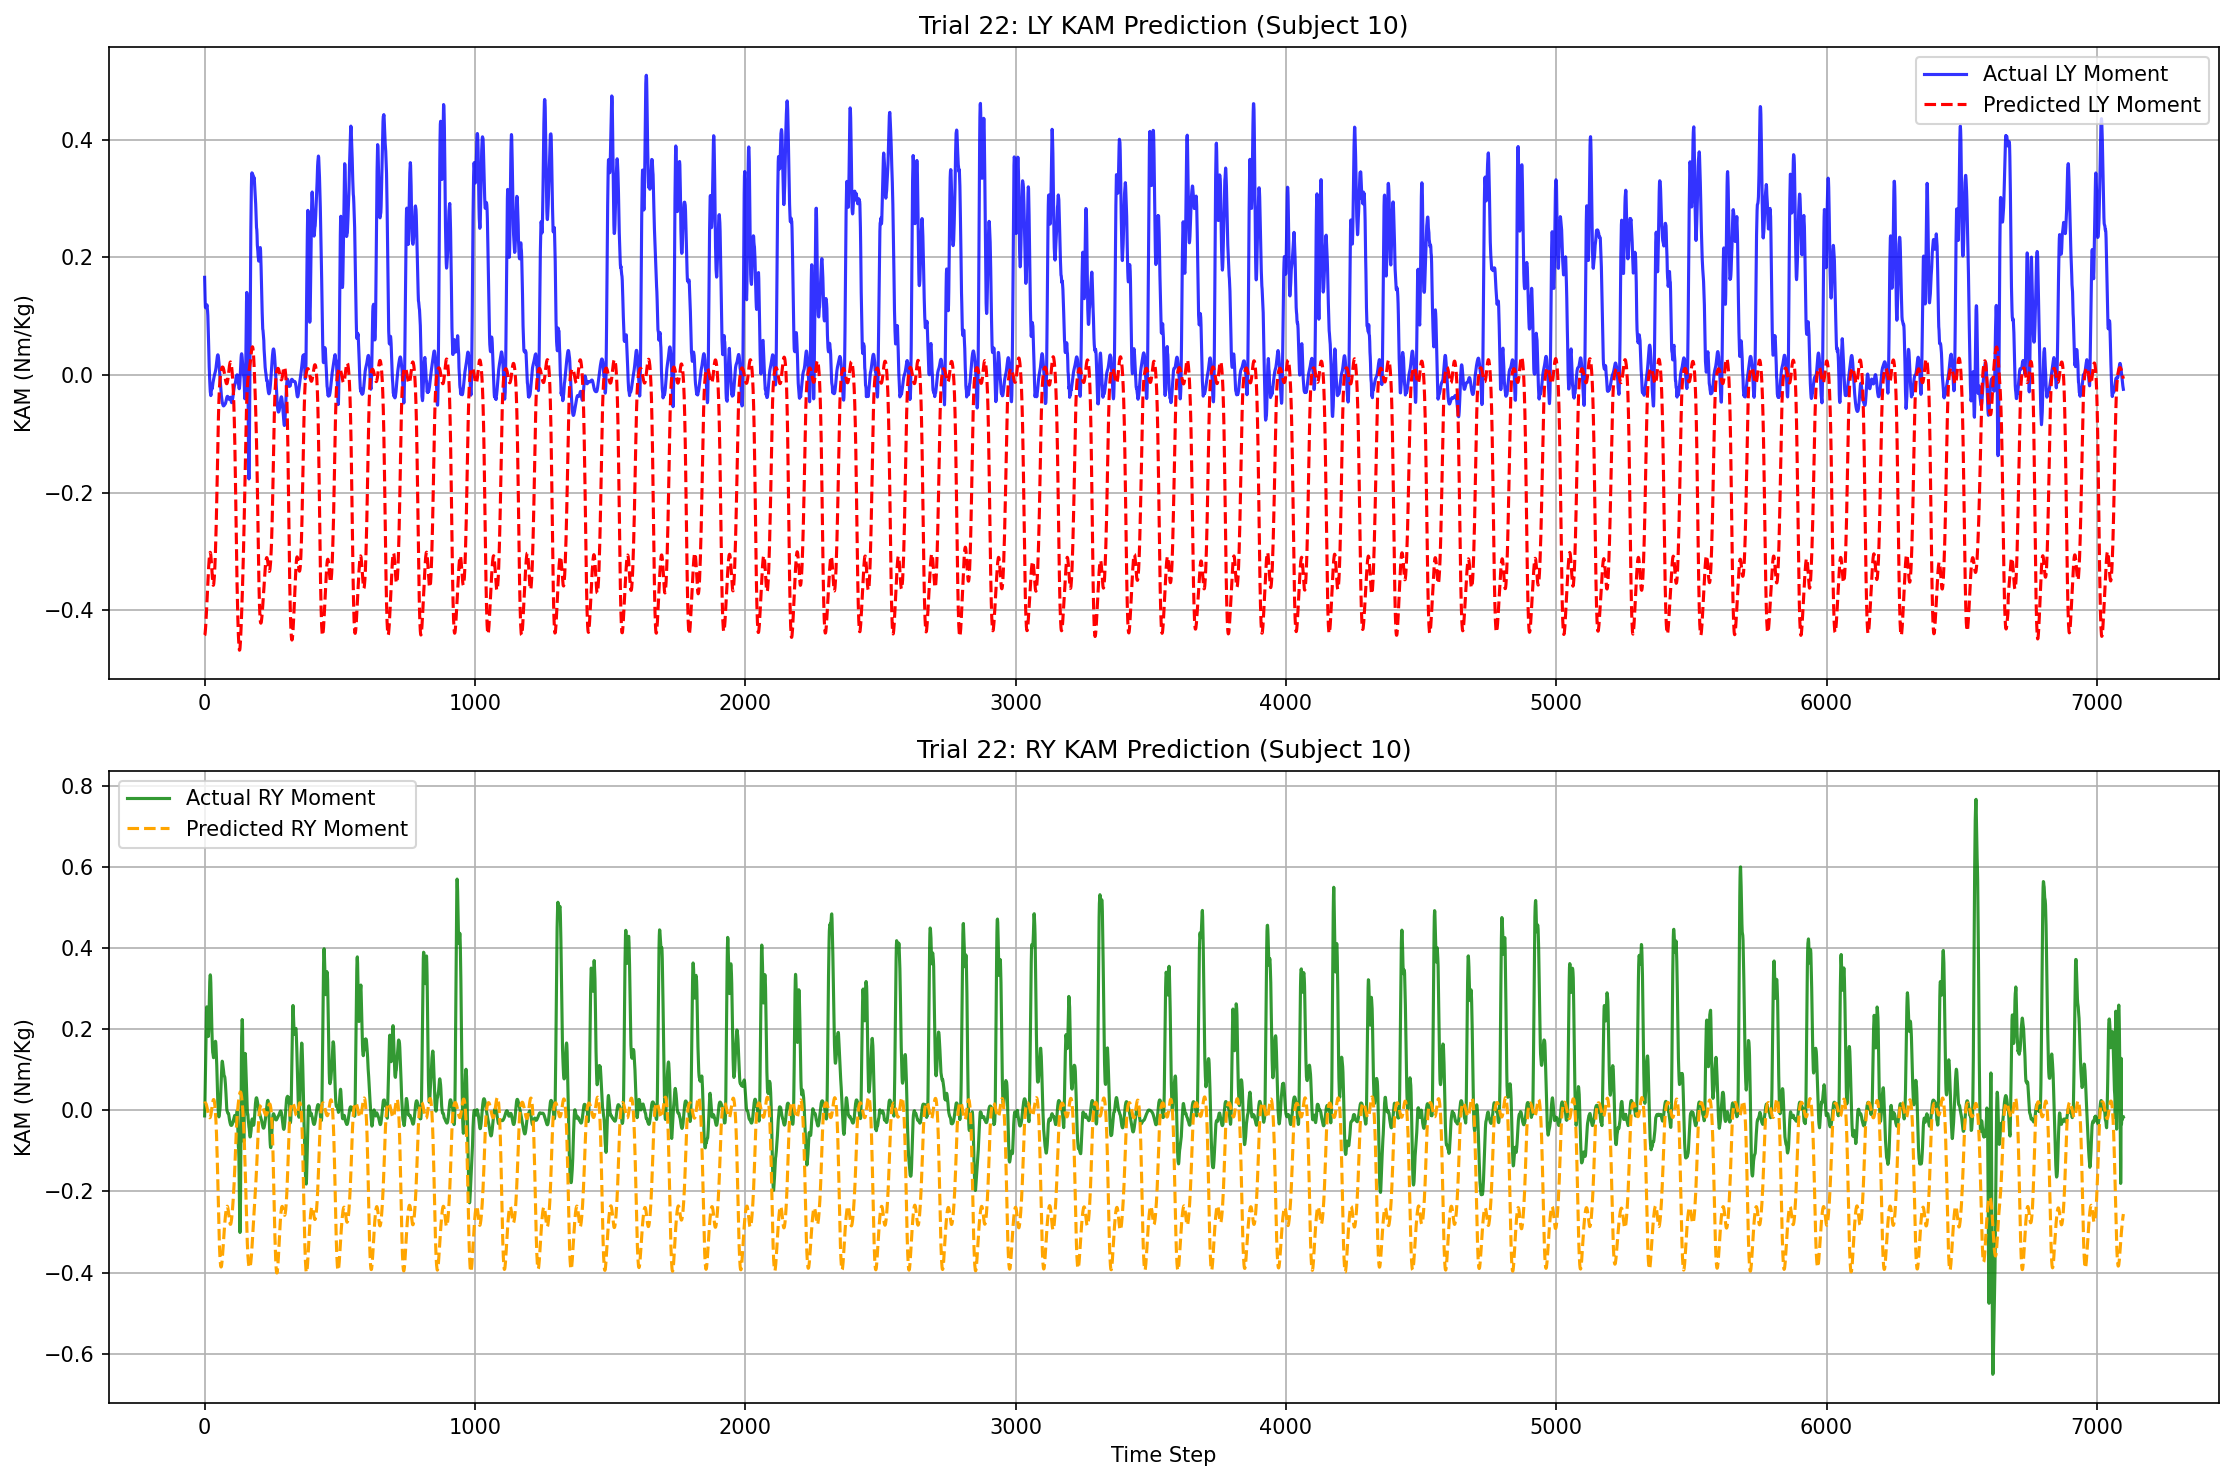 Trial 22: LY KAM Prediction (Subject 10)
Actual LY Moment
Predicted LY Moment
KAM (Nm/Kg)
0.4
0.2
0.0
−0.2
−0.4
0 1000 2000 3000 4000 5000 6000 7000
Trial 22: RY KAM Prediction (Subject 10)
Actual RY Moment
Predicted RY Moment
KAM (Nm/Kg)
0.8
0.6
0.4
0.2
0.0
−0.2
−0.4
−0.6
0 1000 2000 3000 4000 5000 6000 7000
Time Step